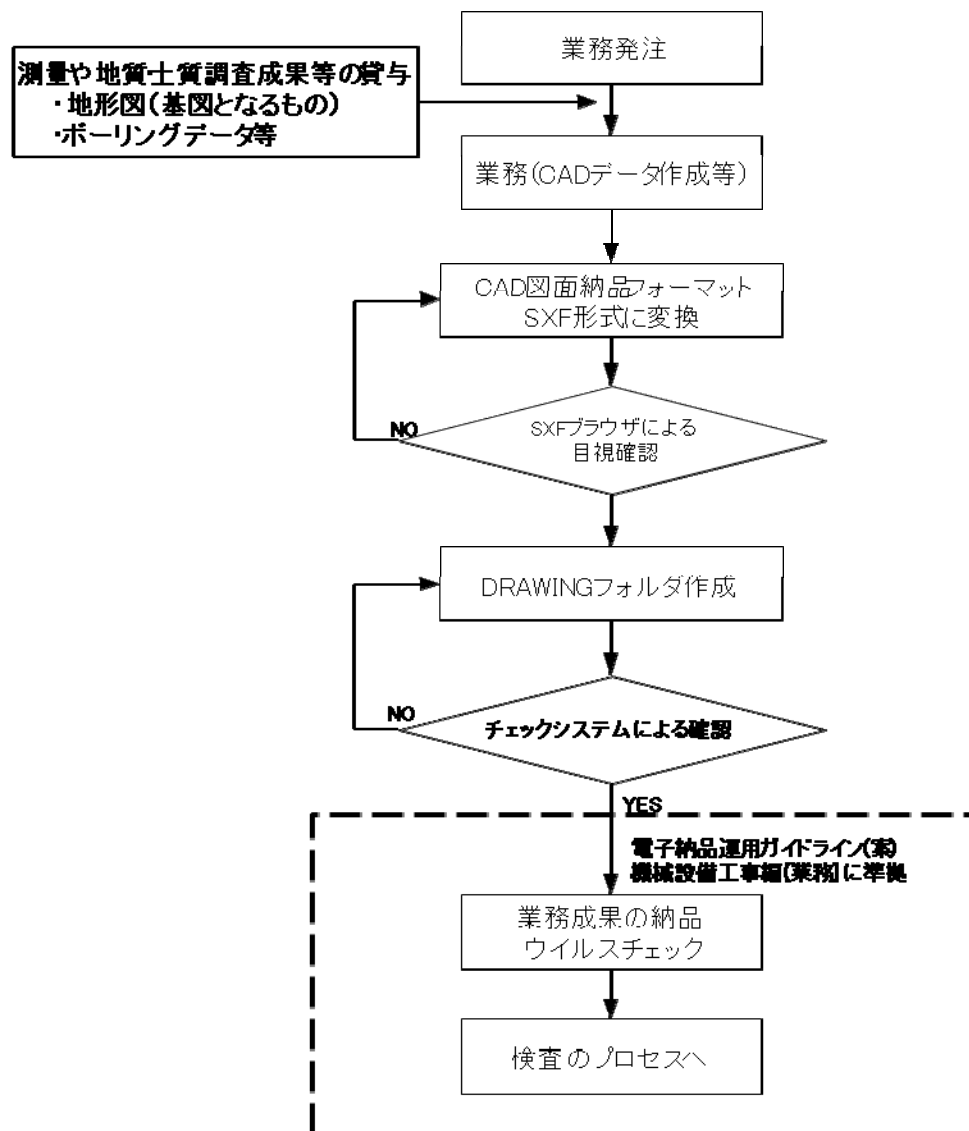 業務発注
測量や地質・土質調査成果等の貸与
・地形図(基図となるもの)
・ボーリングデータ等
業務(CADデータ作成等)
CAD図面納品フォーマット
SXF形式に変換
SXFブラウザによる
目視確認
NO
DRAWINGフォルダ作成
チェックシステムによる確認
NO
YES
電子納品運用ガイドライン(案)
機械設備工事編【業務】に準拠
業務成果の納品
ウイルスチェック
検査のプロセスへ